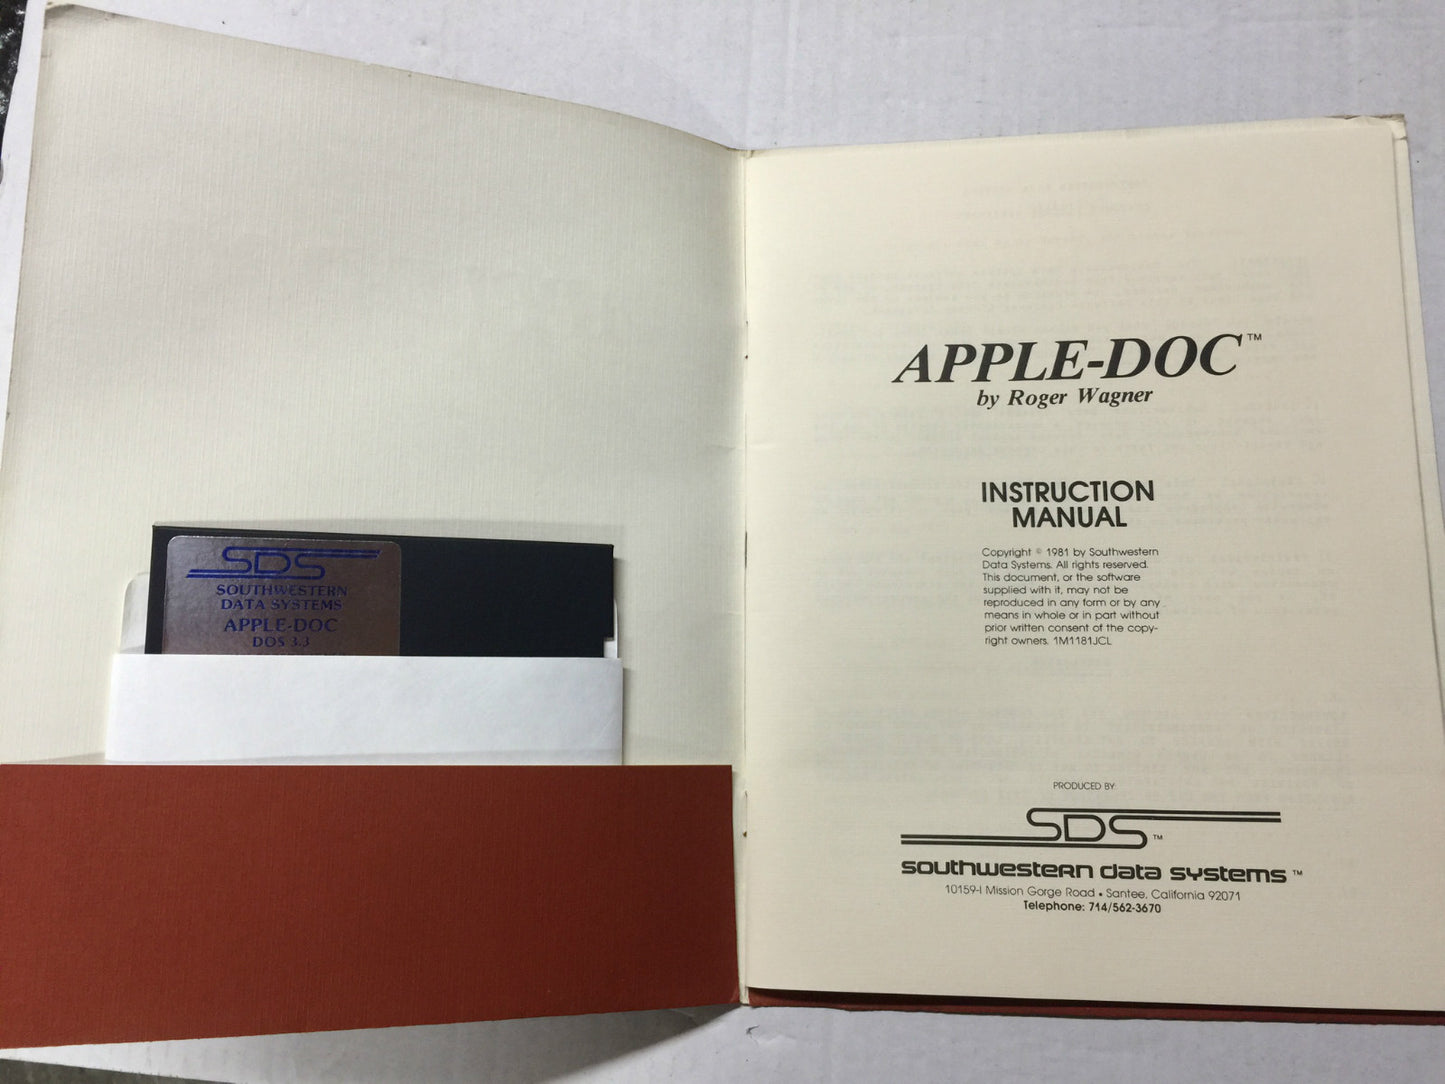 SDS
SOUTHWESTERN
DATA SYSTEMS
APPLE-DOC
DOS 3.3
APPLE-DOC™
by Roger Wagner
INSTRUCTION
MANUAL
Copyright © 1981 by Southwestern
Data Systems. All rights reserved.
This document, or the software
supplied with it, may not be
reproduced in any form or by any
means in whole or in part without
prior written consent of the copy-
right owners. 1M1181JCL
PRODUCED BY:
SDS™
southwestern data systems™
10159-I Mission Gorge Road • Santee, California 92071
Telephone: 714/562-3670